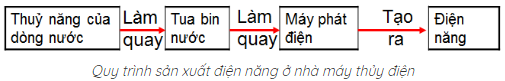 Thuỷ năng của
dòng nước
Làm
quay
Tua bin
nước
Làm
quay
Máy phát
điện
Tạo
ra
Điện
năng
Quy trình sản xuất điện năng ở nhà máy thủy điện